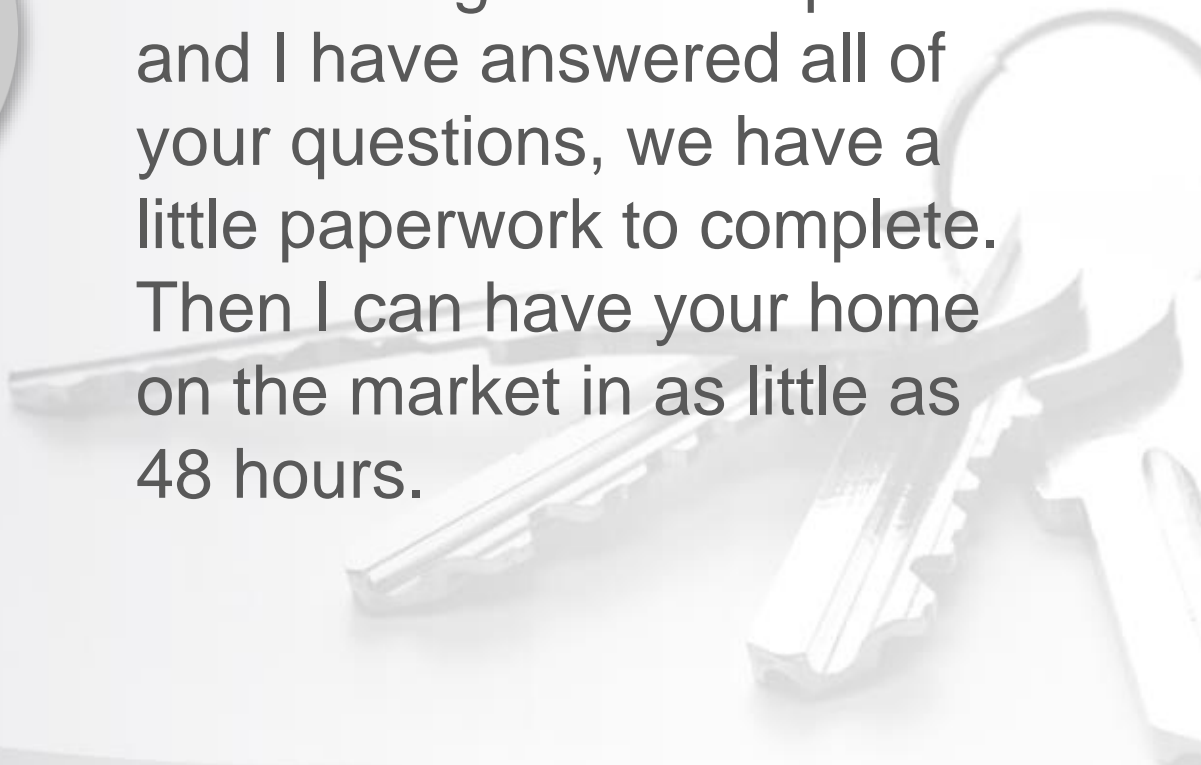 and I have answered all of
your questions, we have a
little paperwork to complete.
Then I can have your home
on the market in as little as
48 hours.